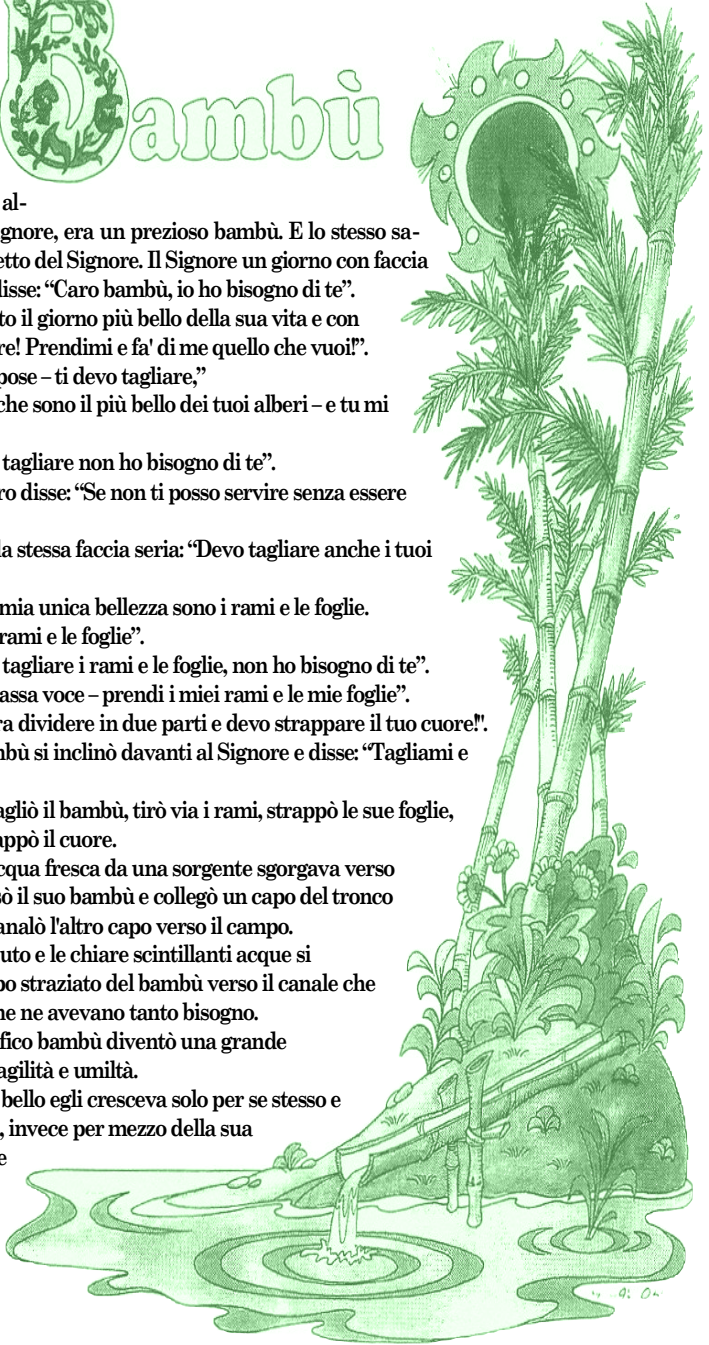 Bambù
al-
gnore, era un prezioso bambù. E lo stesso sa-
etto del Signore. Il Signore un giorno con faccia
disse: “Caro bambù, io ho bisogno di te”.
to il giorno più bello della sua vita e con
re! Prendimi e fa' di me quello che vuoi!”.
pose – ti devo tagliare,”
che sono il più bello dei tuoi alberi – e tu mi
tagliare non ho bisogno di te”.
ro disse: “Se non ti posso servire senza essere
la stessa faccia seria: “Devo tagliare anche i tuoi
mia unica bellezza sono i rami e le foglie.
rami e le foglie”.
tagliare i rami e le foglie, non ho bisogno di te”.
assa voce – prendi i miei rami e le mie foglie”.
ra dividere in due parti e devo strappare il tuo cuore!".
mbù si inclinò davanti al Signore e disse: “Tagliami e
agliò il bambù, tirò via i rami, strappò le sue foglie,
appò il cuore.
cqua fresca da una sorgente sgorgava verso
sò il suo bambù e collegò un capo del tronco
analò l'altro capo verso il campo.
uto e le chiare scintillanti acque si
po straziato del bambù verso il canale che
he ne avevano tanto bisogno.
fico bambù diventò una grande
agilità e umiltà.
bello egli cresceva solo per se stesso e
, invece per mezzo della sua
e